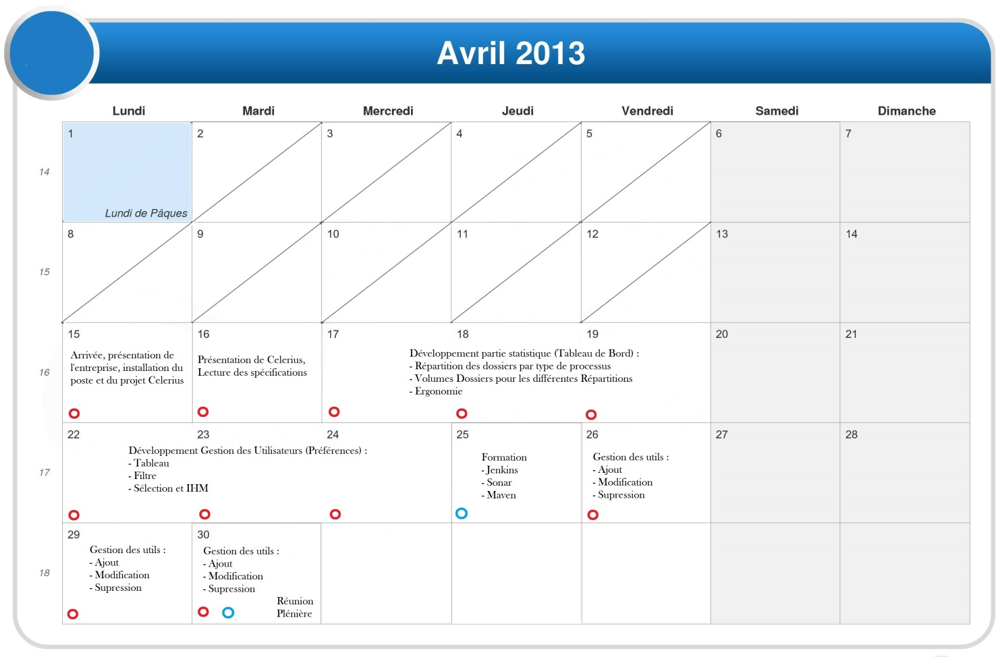 Avril 2013
Lundi Mardi Mercredi Jeudi Vendredi Samedi Dimanche
14
1
Lundi de Pâques
2
3
4
5
6
7
15
8
9
10
11
12
13
14
16
15
Arrivée, présentation de
l'entreprise, installation du
poste et du projet Celerius
16
Présentation de Celerius,
Lecture des spécifications
17
18
19
Développement partie statistique (Tableau de Bord) :
- Répartition des dossiers par type de processus
- Volumes Dossiers pour les différentes Répartitions
- Ergonomie
20
21
17
22
23
24
Développement Gestion des Utilisateurs (Préférences) :
- Tableau
- Filtre
- Sélection et IHM
25
Formation
- Jenkins
- Sonar
- Maven
26
Gestion des utils :
- Ajout
- Modification
- Supression
27
28
18
29
Gestion des utils :
- Ajout
- Modification
- Supression
30
Gestion des utils :
- Ajout
- Modification
- Supression
Réunion
Plénière